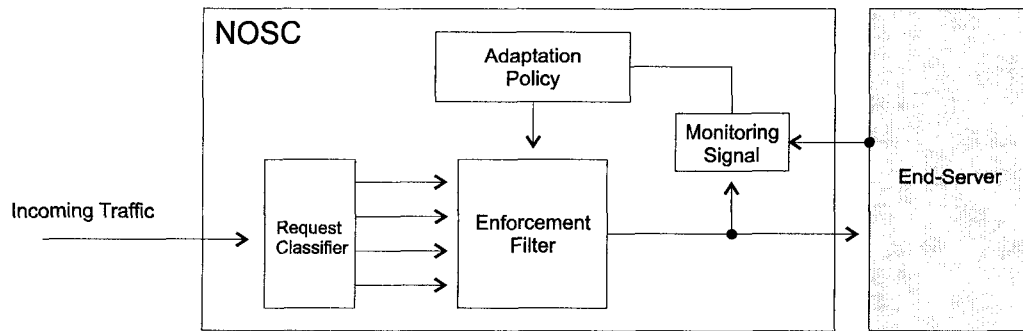 NOSC
Adaptation
Policy
Monitoring
Signal
End-Server
Incoming Traffic
Request
Classifier
Enforcement
Filter